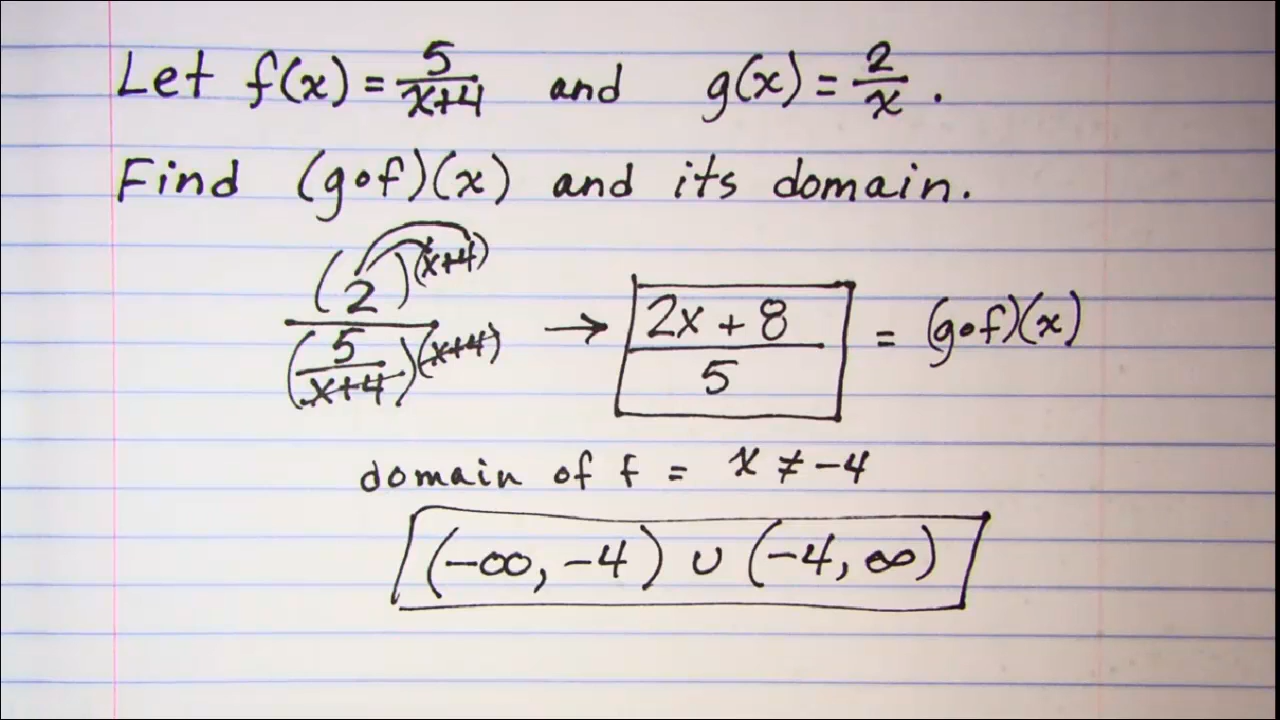 Let f(x) = 5/(x+4) and g(x) = 2/x .
Find (g∘f)(x) and its domain.
(2)(x+4) / (5/(x+4))(x+4) → (2x + 8)/5 = (g∘f)(x)
domain of f = x ≠ -4
(-∞, -4) ∪ (-4, ∞)